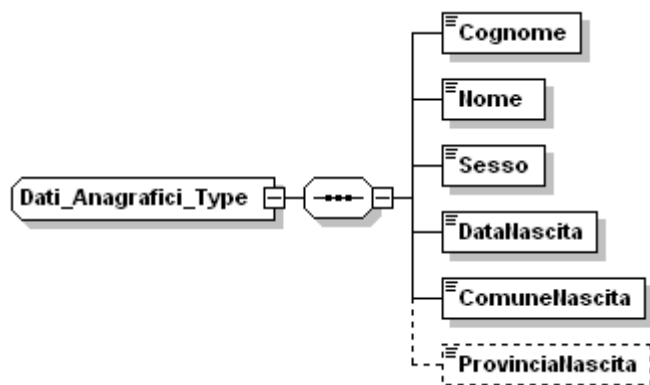 Cognome
Nome
Sesso
Dati_Anagrafici_Type
DataNascita
ComuneNascita
ProvinciaNascita